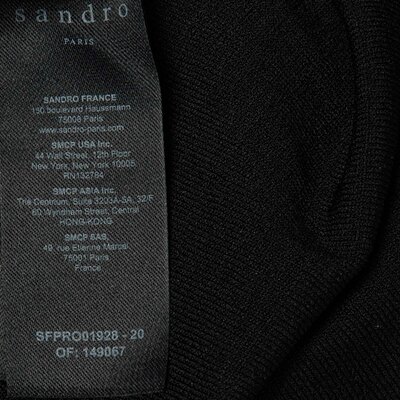 sandro
PARIS
SANDRO FRANCE
150 boulevard Haussmann
75008 Paris
www.sandro-paris.com
SMCP USA Inc.
44 Wall Street, 12th Floor
New York, New York 10005
RN132784
SMCP ASIA Inc.
The Centrium, Suite 3203A-5A, 32/F
60 Wyndham Street, Central
HONG-KONG
SMCP SAS,
49, rue Etienne Marcel
75001 Paris
France
SFPRO01928 - 20
OF: 149067